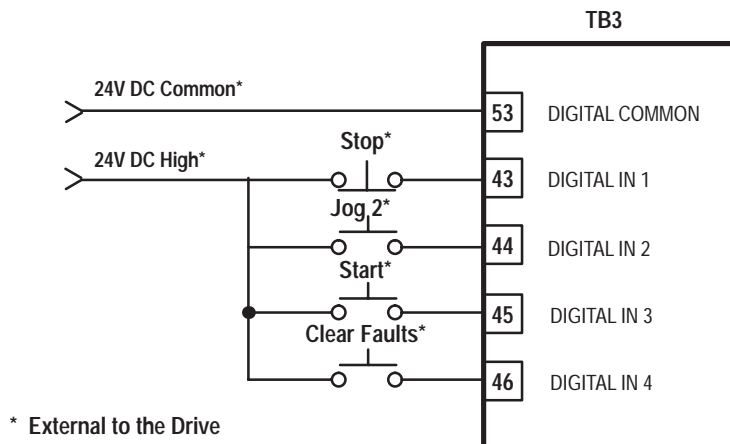 TB3
24V DC Common*
53 DIGITAL COMMON
Stop*
24V DC High*
43 DIGITAL IN 1
Jog 2*
44 DIGITAL IN 2
Start*
45 DIGITAL IN 3
Clear Faults*
46 DIGITAL IN 4
* External to the Drive